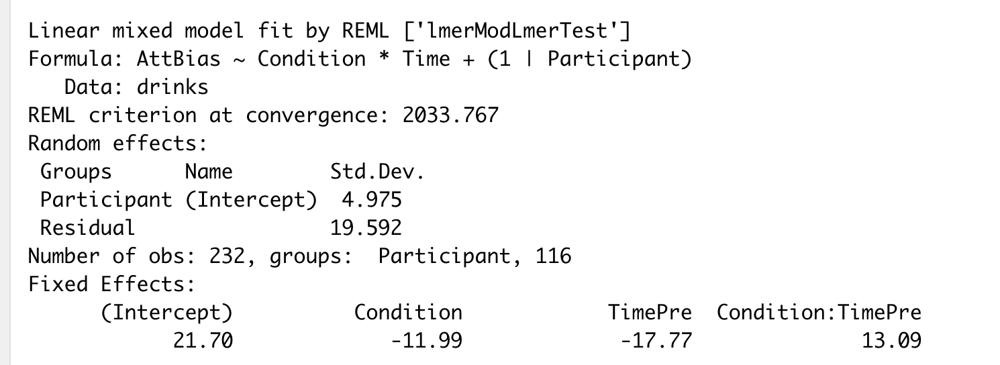 Linear mixed model fit by REML ['lmerModLmerTest']
Formula: AttBias ~ Condition * Time + (1 | Participant)
   Data: drinks
REML criterion at convergence: 2033.767
Random effects:
 Groups      Name        Std.Dev.
 Participant (Intercept)  4.975
 Residual                19.592
Number of obs: 232, groups:  Participant, 116
Fixed Effects:
      (Intercept)          Condition            TimePre  Condition:TimePre
            21.70             -11.99             -17.77              13.09